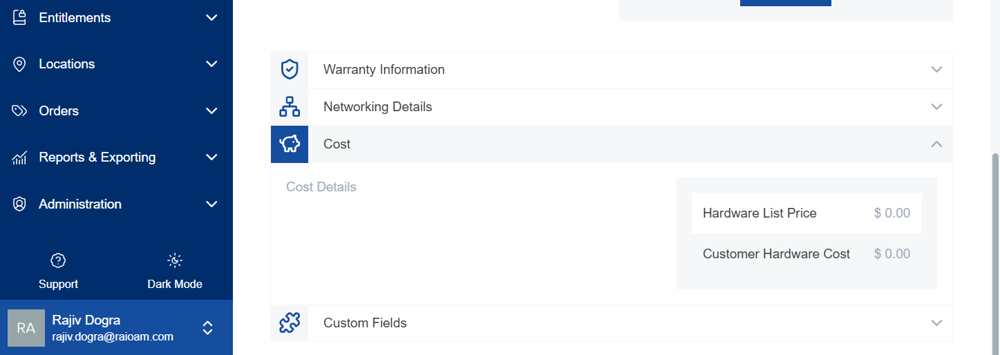 Entitlements
Locations
Orders
Reports & Exporting
Administration
Support
Dark Mode
RA
Rajiv Dogra
rajiv.dogra@raioam.com
Warranty Information
Networking Details
Cost
Cost Details
Hardware List Price $ 0.00
Customer Hardware Cost $ 0.00
Custom Fields